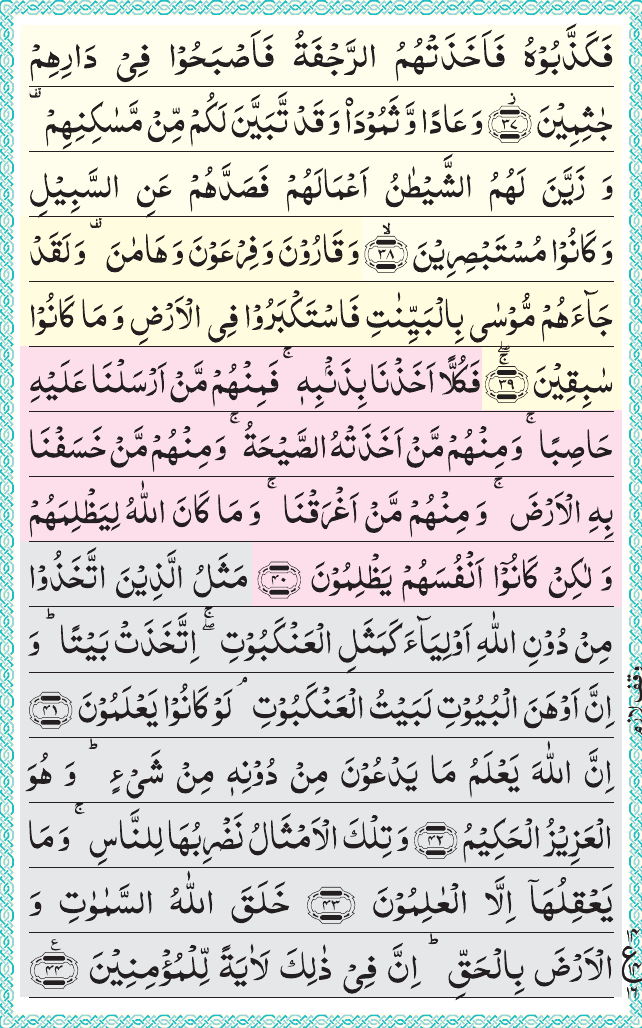 فَكَذَّبُوۡهُ فَاَخَذَتۡهُمُ الرَّجۡفَةُ فَاَصۡبَحُوۡا فِىۡ دَارِهِمۡ
جٰثِمِيۡنَ ﴿۳۷﴾ وَعَادًا وَّثَمُوۡدَا۟ وَقَدْ تَّبَيَّنَ لَكُمۡ مِّنۡ مَّسٰكِنِهِمۡ
وَ زَيَّنَ لَهُمُ الشَّيۡطٰنُ اَعۡمَالَهُمۡ فَصَدَّهُمۡ عَنِ السَّبِيۡلِ
وَكَانُوۡا مُسۡتَبۡصِرِيۡنَ ۙ﴿۳۸﴾ وَقَارُوۡنَ وَفِرۡعَوۡنَ وَهَامٰنَ وَلَقَدۡ
جَآءَهُمۡ مُّوۡسٰى بِالۡبَيِّنٰتِ فَاسۡتَكۡبَرُوۡا فِى الۡاَرۡضِ وَمَا كَانُوۡا
سٰبِقِيۡنَ ۖۚ﴿۳۹﴾ فَكُلًّا اَخَذۡنَا بِذَنۡۢبِهٖ ۚ فَمِنۡهُمۡ مَّنۡ اَرۡسَلۡنَا عَلَيۡهِ
حَاصِبًا ۚ وَمِنۡهُمۡ مَّنۡ اَخَذَتۡهُ الصَّيۡحَةُ ۚ وَمِنۡهُمۡ مَّنۡ خَسَفۡنَا
بِهِ الۡاَرۡضَ ۚ وَمِنۡهُمۡ مَّنۡ اَغۡرَقۡنَا ۚ وَمَا كَانَ اللّٰهُ لِيَظۡلِمَهُمۡ
وَلٰكِنۡ كَانُوۡۤا اَنۡفُسَهُمۡ يَظۡلِمُوۡنَ ﴿۴۰﴾ مَثَلُ الَّذِيۡنَ اتَّخَذُوۡا
مِنۡ دُوۡنِ اللّٰهِ اَوۡلِيَآءَ كَمَثَلِ الۡعَنۡكَبُوۡتِ ۖۚ اِتَّخَذَتۡ بَيۡتًا ؕ وَ
اِنَّ اَوۡهَنَ الۡبُيُوۡتِ لَبَيۡتُ الۡعَنۡكَبُوۡتِ ۘ لَوۡ كَانُوۡا يَعۡلَمُوۡنَ ﴿۴۱﴾
وقف لازم
اِنَّ اللّٰهَ يَعۡلَمُ مَا يَدۡعُوۡنَ مِنۡ دُوۡنِهٖ مِنۡ شَىۡءٍ ؕ وَهُوَ
الۡعَزِيۡزُ الۡحَكِيۡمُ ﴿۴۲﴾ وَتِلۡكَ الۡاَمۡثَالُ نَضۡرِبُهَا لِلنَّاسِ ۚ وَمَا
يَعۡقِلُهَاۤ اِلَّا الۡعٰلِمُوۡنَ ﴿۴۳﴾ خَلَقَ اللّٰهُ السَّمٰوٰتِ وَ
الۡاَرۡضَ بِالۡحَقِّ ؕ اِنَّ فِىۡ ذٰلِكَ لَاٰيَةً لِّلۡمُؤۡمِنِيۡنَ ﴿۴۴﴾